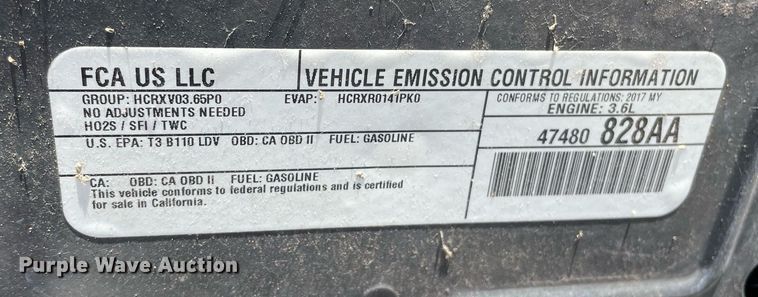 FCA US LLC
VEHICLE EMISSION CONTROL INFORMATION
GROUP: HCRXV03.65P0
EVAP: HCRXR0141PK0
NO ADJUSTMENTS NEEDED
HO2S / SFI / TWC
CONFORMS TO REGULATIONS: 2017 MY
ENGINE: 3.6L
U.S. EPA: T3 B110 LDV OBD: CA OBD II FUEL: GASOLINE
47480 828AA
CA: OBD: CA OBD II FUEL: GASOLINE
This vehicle conforms to federal regulations and is certified
for sale in California.
Purple Wave Auction